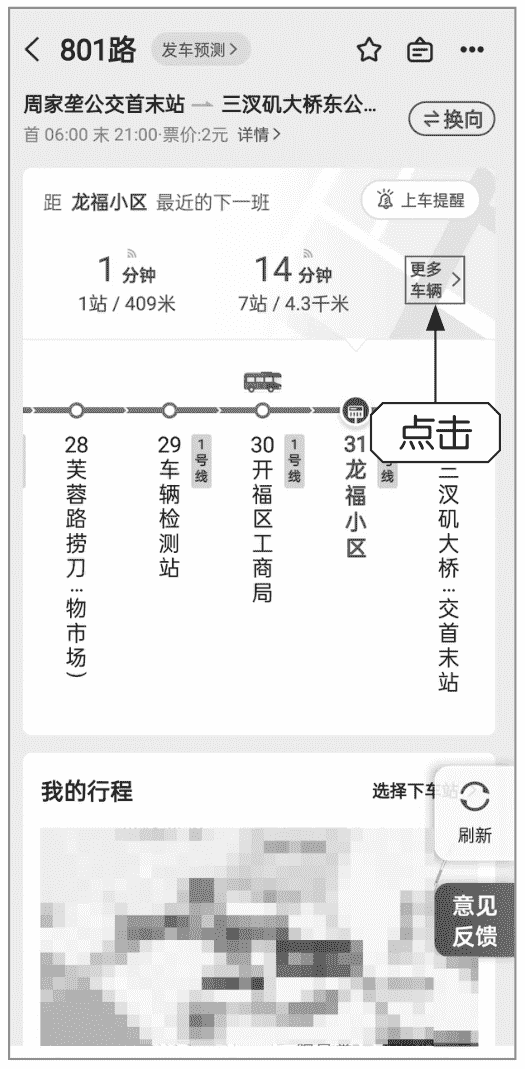 801路
发车预测>
周家垄公交首末站 → 三汊矶大桥东公...
首 06:00 末 21:00·票价:2元 详情>
换向
距 龙福小区 最近的下一班
上车提醒
1 分钟
1站 / 409米
14 分钟
7站 / 4.3千米
更多
车辆
点击
28
芙蓉路捞刀…物市场）
29
车辆检测站
1号线
30
开福区工商局
1号线
31
龙福小区
号线
三汊矶大桥…交首末站
我的行程
选择下车站
刷新
意见
反馈